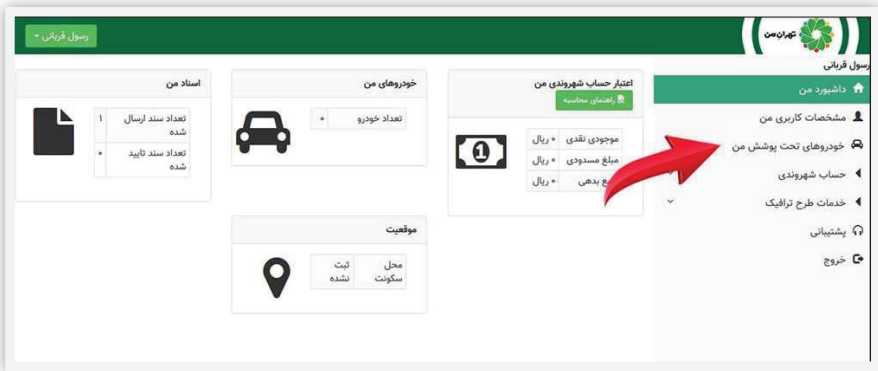 تهران من
رسول قربانی
رسول قربانی
داشبورد من
مشخصات کاربری من
خودروهای تحت پوشش من
حساب شهروندی
خدمات طرح ترافیک
پشتیبانی
خروج
اعتبار حساب شهروندی من
راهنمای محاسبه
موجودی نقدی ۰ ریال
مبلغ مسدودی ۰ ریال
بدهی ۰ ریال
خودروهای من
تعداد خودرو ۰
اسناد من
تعداد سند ارسال شده ۱
تعداد سند تایید شده ۰
موقعیت
محل سکونت ثبت نشده